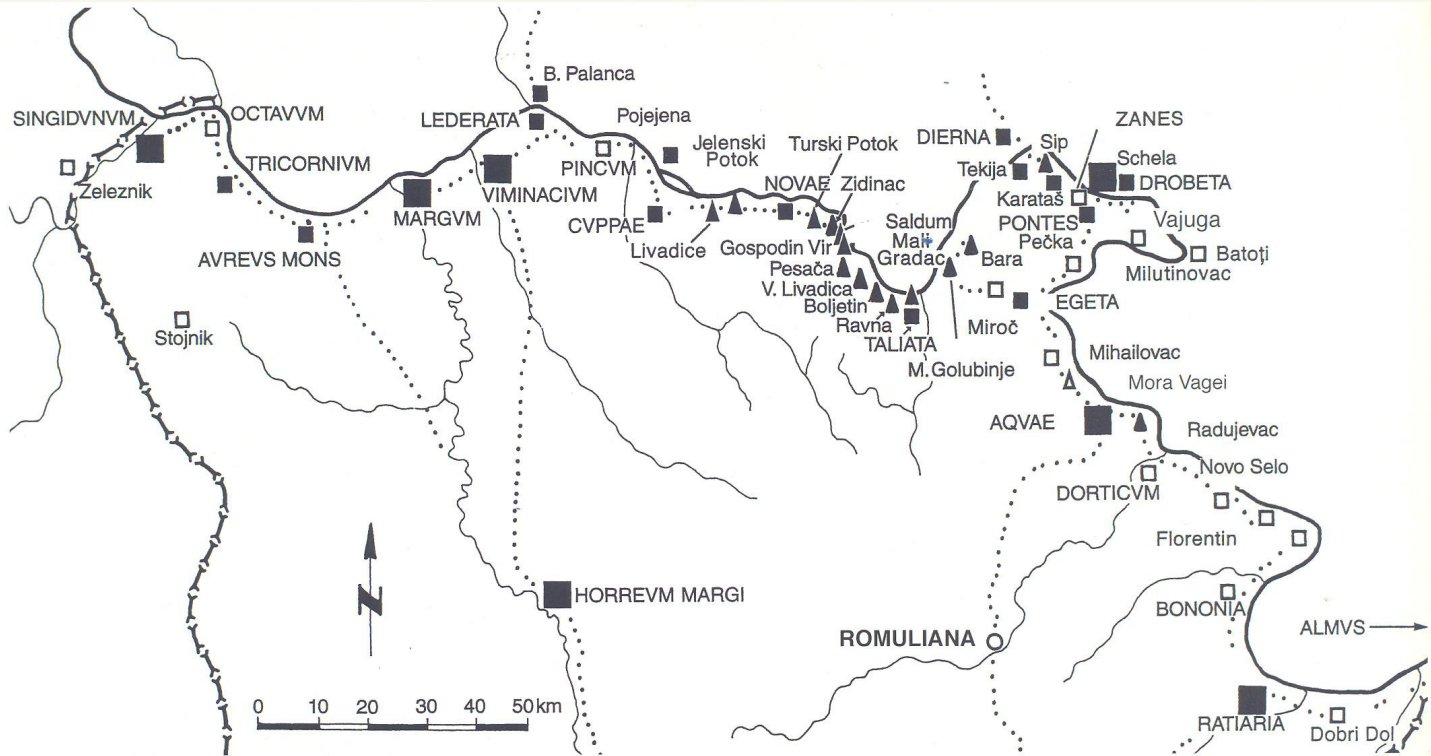 B. Palanca
SINGIDVNVM
OCTAVVM
LEDERATA
Pojejena
ZANES
Jelenski
Potok
Turski Potok
DIERNA
Sip
TRICORNIVM
PINCVM
Schela
Tekija
Zeleznik
VIMINACIVM
NOVAE
Zidinac
DROBETA
Karataš
MARGVM
CVPPAE
Saldum
PONTES
Vajuga
AVREVS MONS
Livadice
Gospodin Vir
Mali
Gradac
Bara
Pečka
Batoţi
Pesača
Milutinovac
V. Livadica
Boljetin
EGETA
Ravna
Miroč
Stojnik
TALIATA
M. Golubinje
Mihailovac
Mora Vagei
AQVAE
Radujevac
Novo Selo
DORTICVM
Florentin
N
HORREVM MARGI
BONONIA
ALMVS
ROMULIANA
0 10 20 30 40 50 km
RATIARIA
Dobri Dol